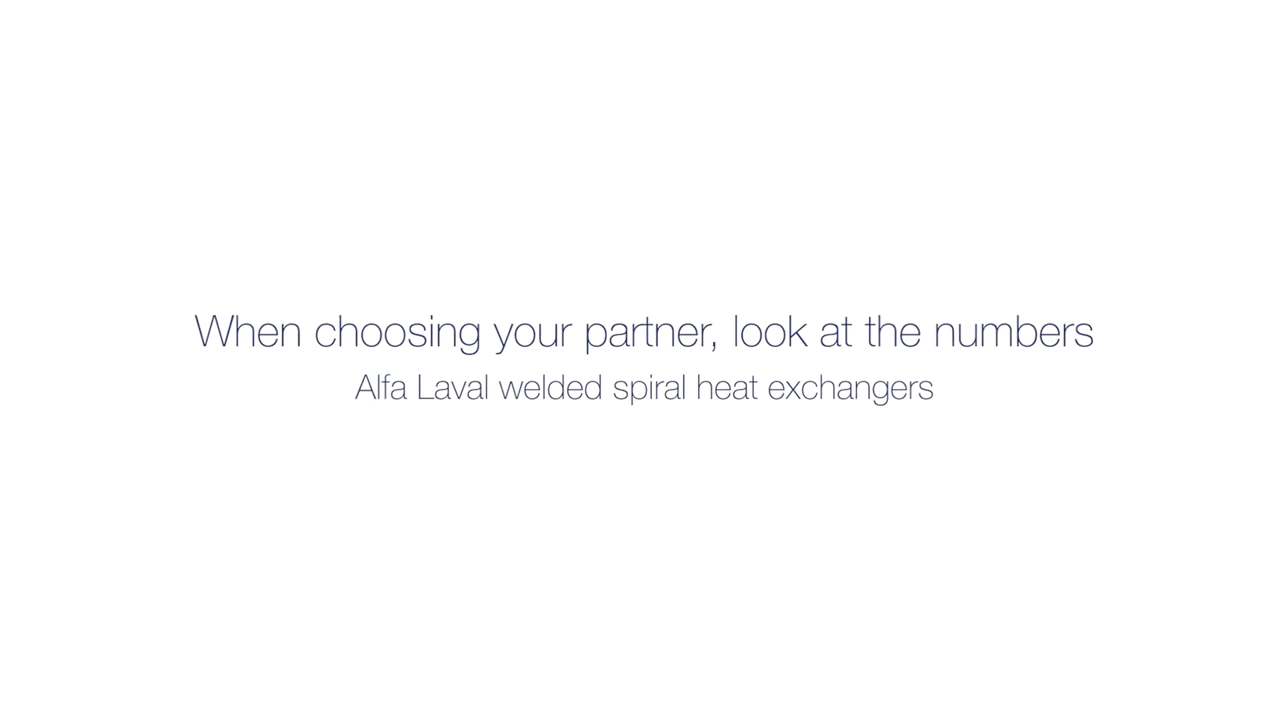 When choosing your partner, look at the numbers
Alfa Laval welded spiral heat exchangers